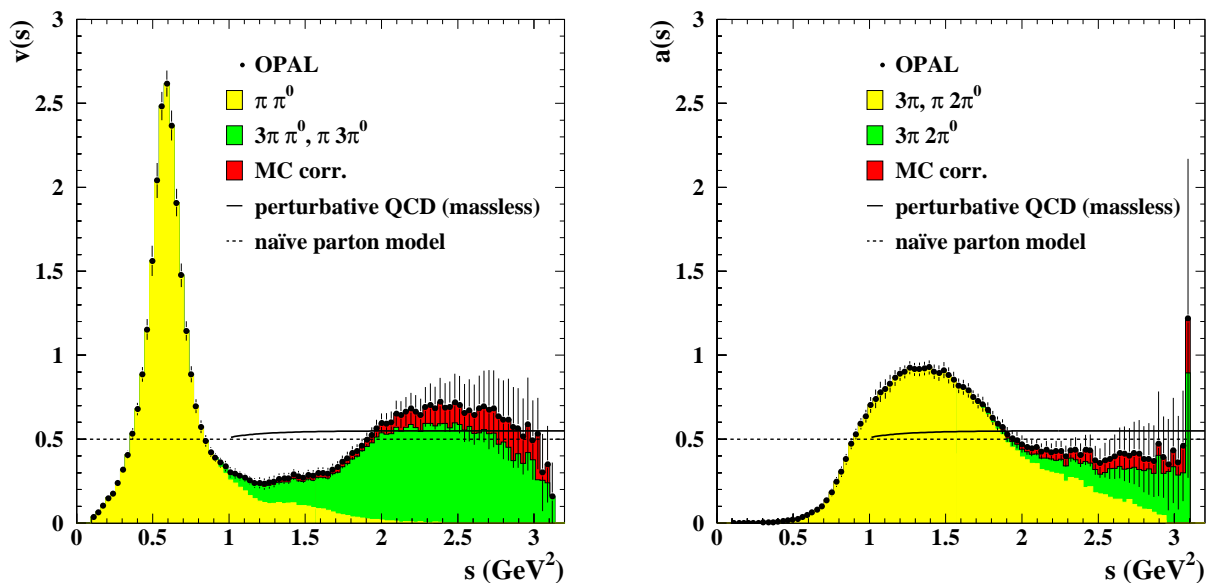 v(s)
3
2.5
2
1.5
1
0.5
0
OPAL
π π⁰
3π π⁰, π 3π⁰
MC corr.
perturbative QCD (massless)
naïve parton model
0 0.5 1 1.5 2 2.5 3
s (GeV²)
a(s)
3
2.5
2
1.5
1
0.5
0
OPAL
3π, π 2π⁰
3π 2π⁰
MC corr.
perturbative QCD (massless)
naïve parton model
0 0.5 1 1.5 2 2.5 3
s (GeV²)